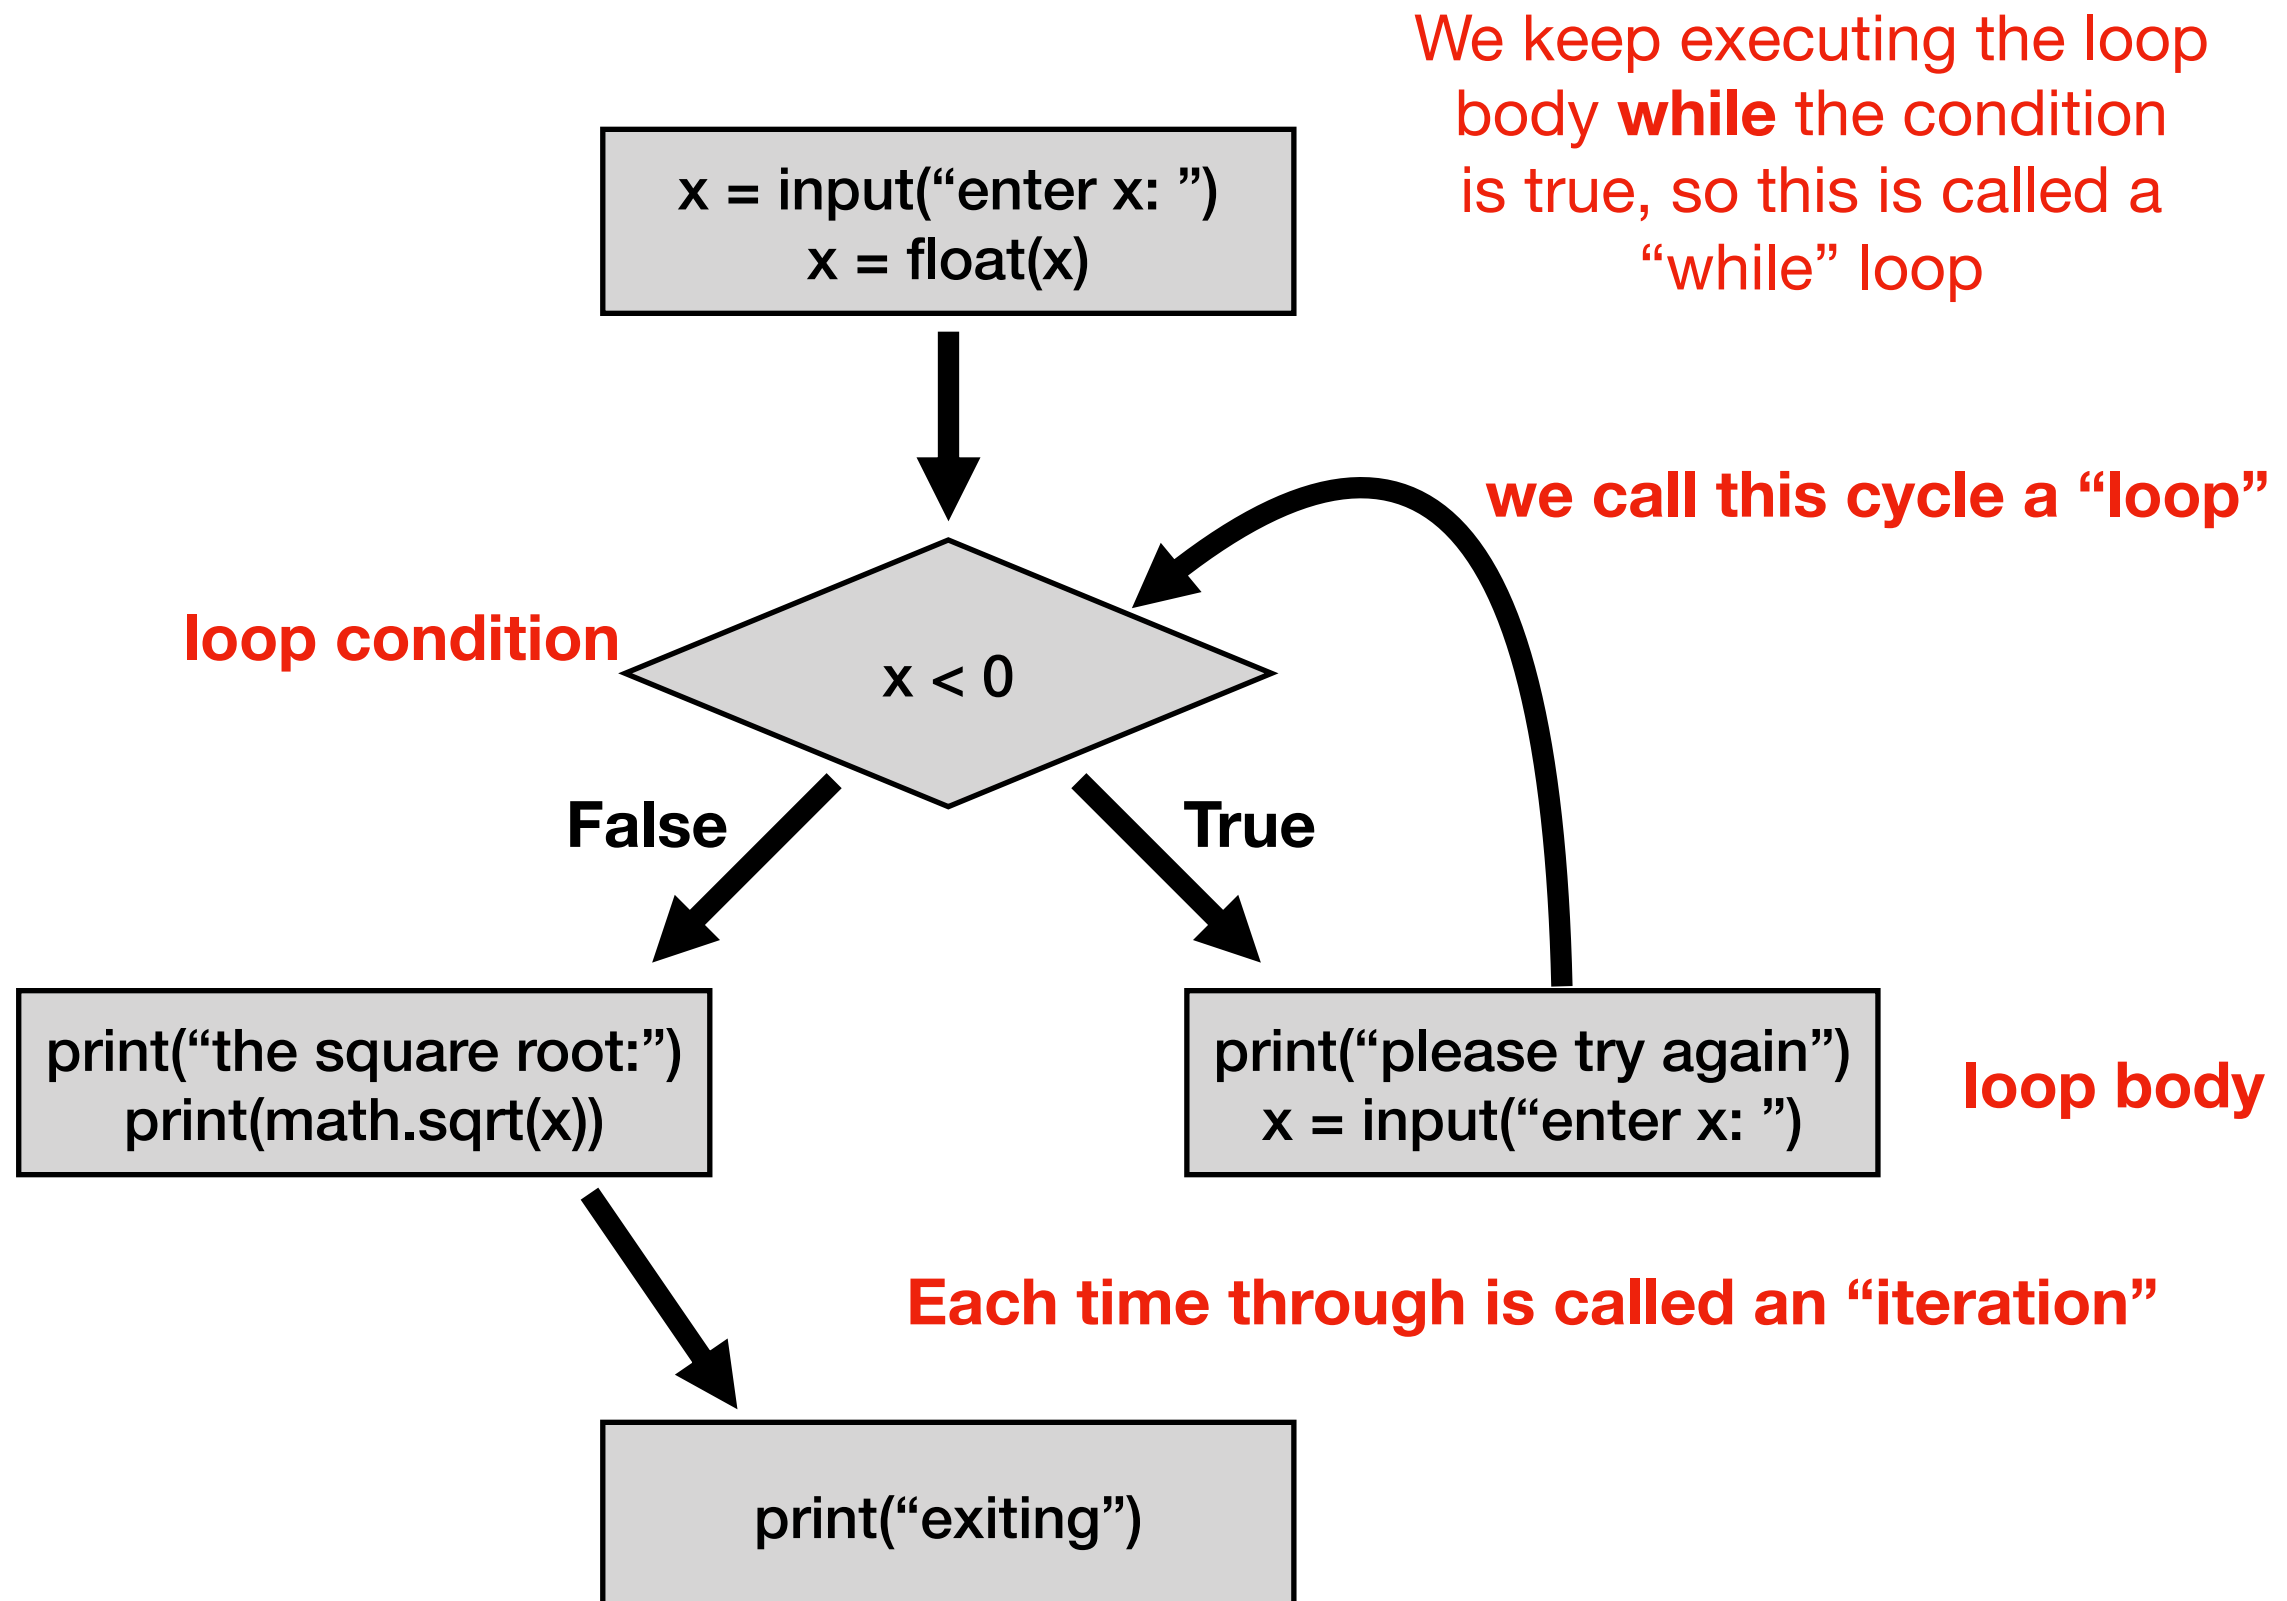 We keep executing the loop
body while the condition
is true, so this is called a
“while” loop
x = input(“enter x: ”)
x = float(x)
we call this cycle a “loop”
loop condition
x < 0
False
True
print(“the square root:”)
print(math.sqrt(x))
print(“please try again”)
x = input(“enter x: ”)
loop body
Each time through is called an “iteration”
print(“exiting”)